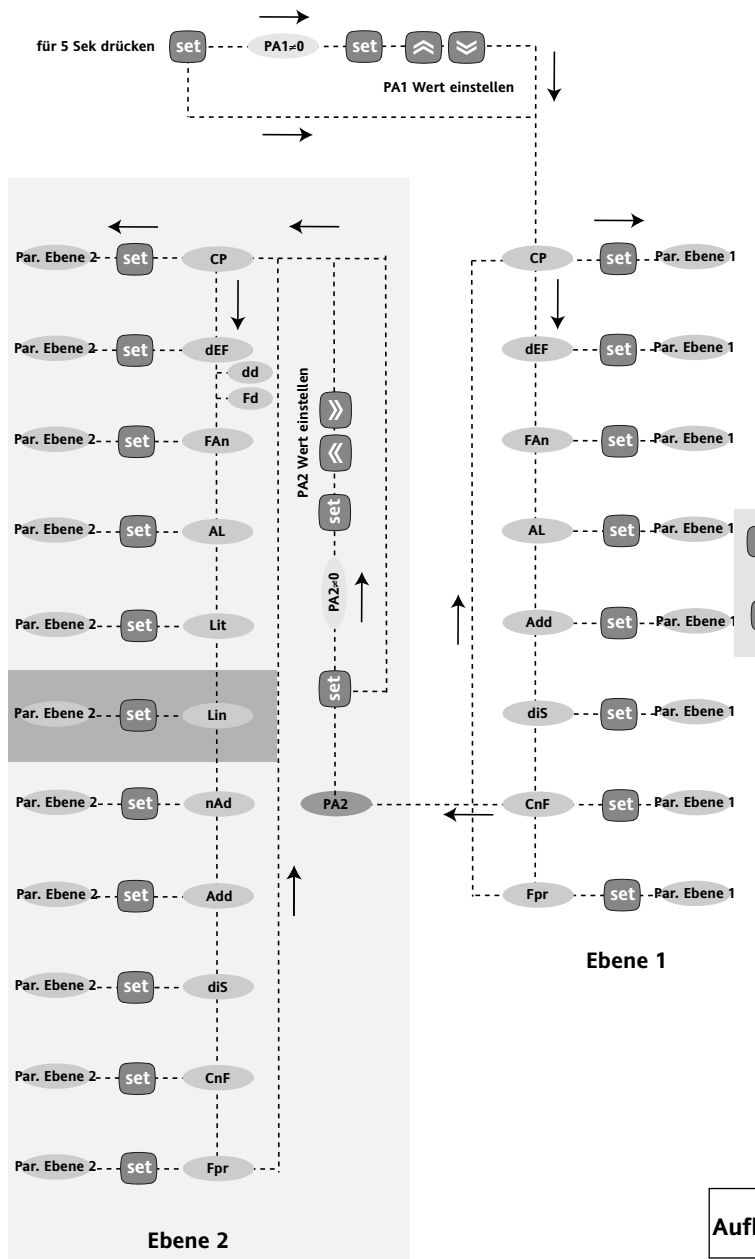 für 5 Sek drücken set PA1≠0 set
PA1 Wert einstellen
Par. Ebene 2 set CP
Par. Ebene 2 set dEF
dd
Fd
Par. Ebene 2 set FAn
Par. Ebene 2 set AL
Par. Ebene 2 set Lit
Par. Ebene 2 set Lin
Par. Ebene 2 set nAd
Par. Ebene 2 set Add
Par. Ebene 2 set diS
Par. Ebene 2 set CnF
Par. Ebene 2 set Fpr
Ebene 2
PA2 Wert einstellen
set
PA2≠0
set
PA2
CP set Par. Ebene 1
dEF set Par. Ebene 1
FAn set Par. Ebene 1
AL set Par. Ebene 1
Add set Par. Ebene 1
diS set Par. Ebene 1
CnF set Par. Ebene 1
Fpr set Par. Ebene 1
Ebene 1